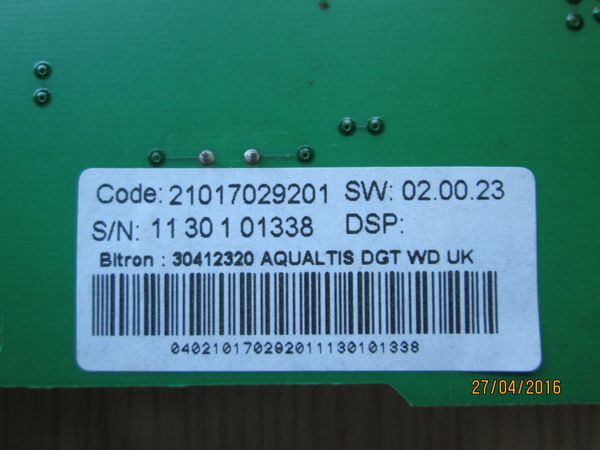 Code: 21017029201 SW: 02.00.23
S/N: 11 30 1 01338 DSP:
Bitron : 30412320 AQUALTIS DGT WD UK
0402101702920111130101338
27/04/2016